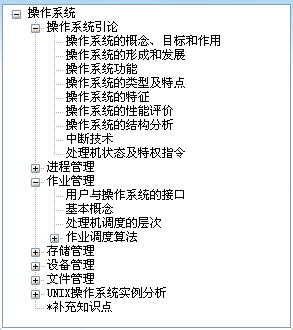 操作系统
操作系统引论
操作系统的概念、目标和作用
操作系统的形成和发展
操作系统功能
操作系统的类型及特点
操作系统的特征
操作系统的性能评价
操作系统的结构分析
中断技术
处理机状态及特权指令
进程管理
作业管理
用户与操作系统的接口
基本概念
处理机调度的层次
作业调度算法
存储管理
设备管理
文件管理
UNIX操作系统实例分析
*补充知识点